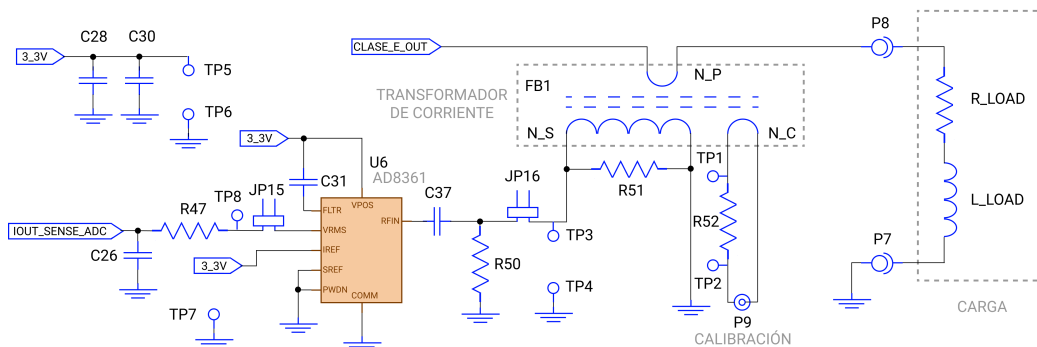 C28
C30
3_3V
TP5
TP6
CLASE_E_OUT
P8
N_P
FB1
TRANSFORMADOR
DE CORRIENTE
N_S
N_C
R_LOAD
3_3V
U6
AD8361
C31
JP15
TP8
R47
IOUT_SENSE_ADC
C26
3_3V
TP7
VPOS
FLTR
RFIN
VRMS
IREF
SREF
PWDN
COMM
C37
JP16
R50
TP3
TP4
R51
TP1
R52
TP2
P9
CALIBRACIÓN
L_LOAD
P7
CARGA